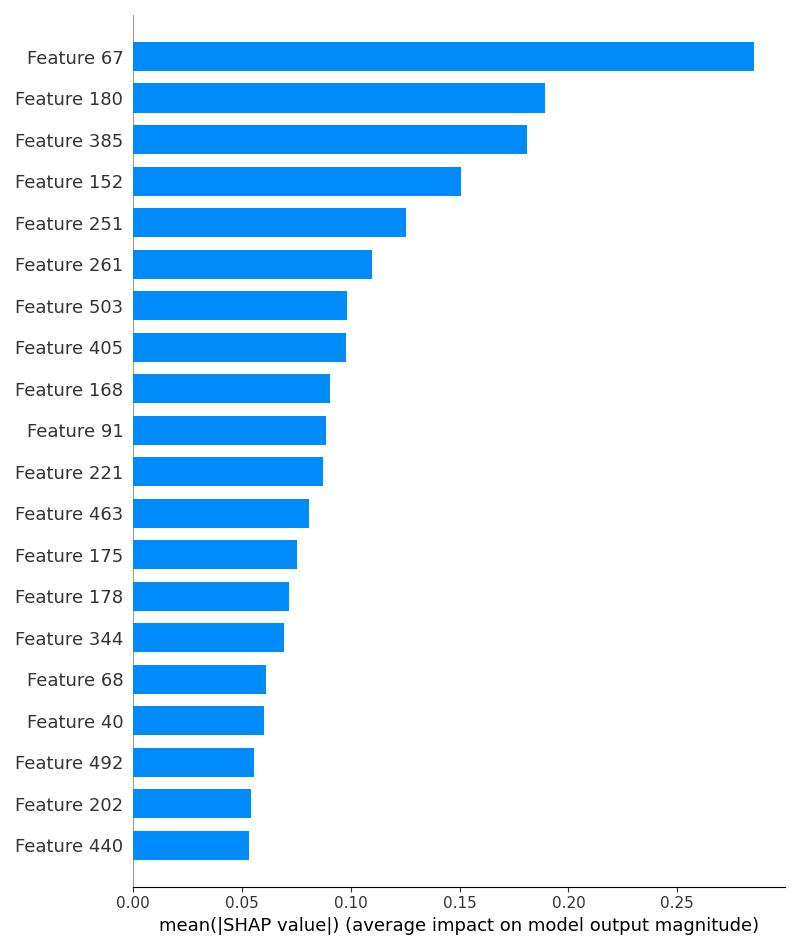 Feature 67
Feature 180
Feature 385
Feature 152
Feature 251
Feature 261
Feature 503
Feature 405
Feature 168
Feature 91
Feature 221
Feature 463
Feature 175
Feature 178
Feature 344
Feature 68
Feature 40
Feature 492
Feature 202
Feature 440
0.00 0.05 0.10 0.15 0.20 0.25
mean(|SHAP value|) (average impact on model output magnitude)